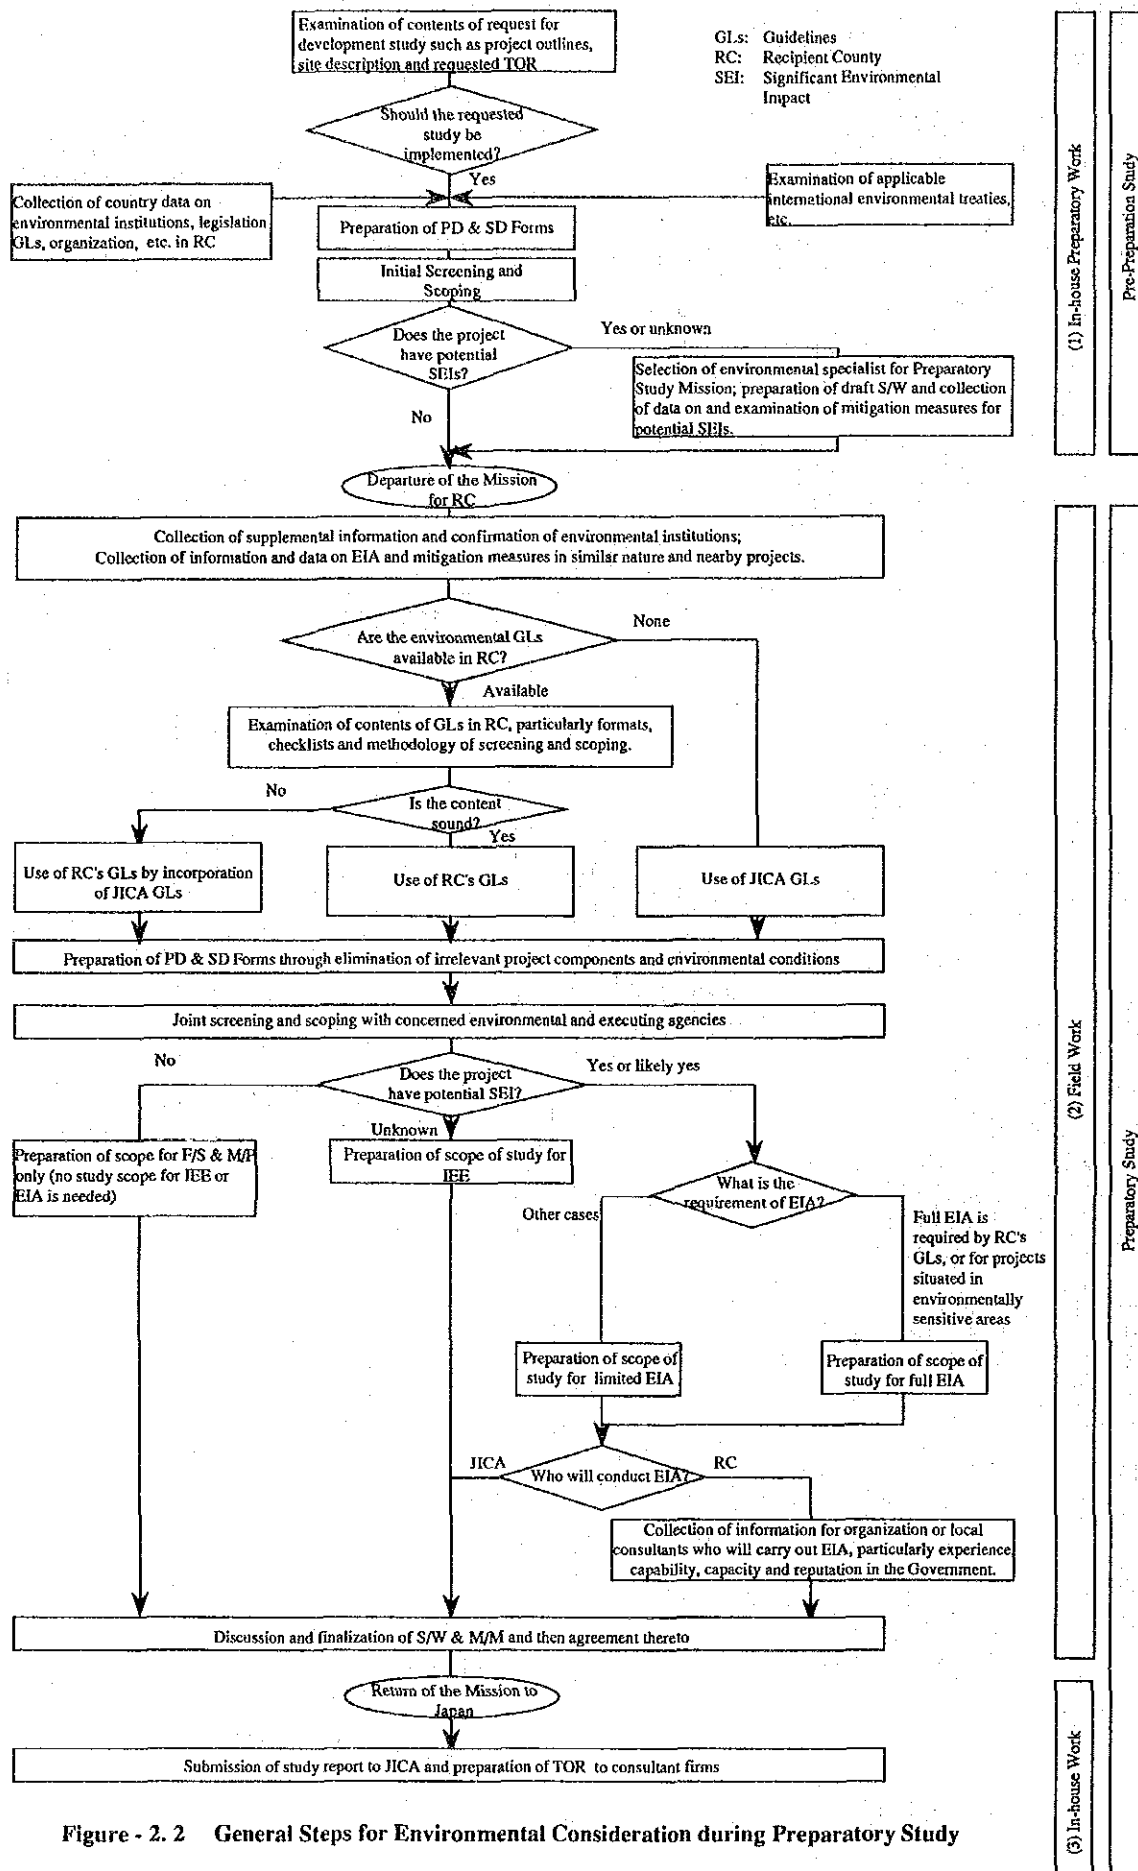 Examination of contents of request for
development study such as project outlines,
site description and requested TOR
GLs: Guidelines
RC: Recipient County
SEI: Significant Environmental
Impact
Should the requested
study be
implemented?
Yes
Collection of country data on
environmental institutions, legislation
GLs, organization, etc. in RC
Examination of applicable
international environmental treaties,
etc.
Preparation of PD & SD Forms
Initial Screening and
Scoping
Does the project
have potential
SEIs?
Yes or unknown
No
Selection of environmental specialist for Preparatory
Study Mission; preparation of draft S/W and collection
of data on and examination of mitigation measures for
potential SEIs.
(1) In-house Preparatory Work
Pre-Preparation Study
Departure of the Mission
for RC
Collection of supplemental information and confirmation of environmental institutions;
Collection of information and data on EIA and mitigation measures in similar nature and nearby projects.
Are the environmental GLs
available in RC?
None
Available
Examination of contents of GLs in RC, particularly formats,
checklists and methodology of screening and scoping.
No
Is the content
sound?
Yes
Use of RC's GLs by incorporation
of JICA GLs
Use of RC's GLs
Use of JICA GLs
Preparation of PD & SD Forms through elimination of irrelevant project components and environmental conditions
Joint screening and scoping with concerned environmental and executing agencies
No
Does the project
have potential SEI?
Yes or likely yes
Unknown
Preparation of scope for F/S & M/P
only (no study scope for IEE or
EIA is needed)
Preparation of scope of study for
IEE
What is the
requirement of EIA?
Other cases
Full EIA is
required by RC's
GLs, or for projects
situated in
environmentally
sensitive areas
Preparation of scope of
study for limited EIA
Preparation of scope of
study for full EIA
JICA
Who will conduct EIA?
RC
Collection of information for organization or local
consultants who will carry out EIA, particularly experience
capability, capacity and reputation in the Government.
Discussion and finalization of S/W & M/M and then agreement thereto
(2) Field Work
Preparatory Study
Return of the Mission to
Japan
Submission of study report to JICA and preparation of TOR to consultant firms
(3) In-house Work
Figure - 2. 2 General Steps for Environmental Consideration during Preparatory Study